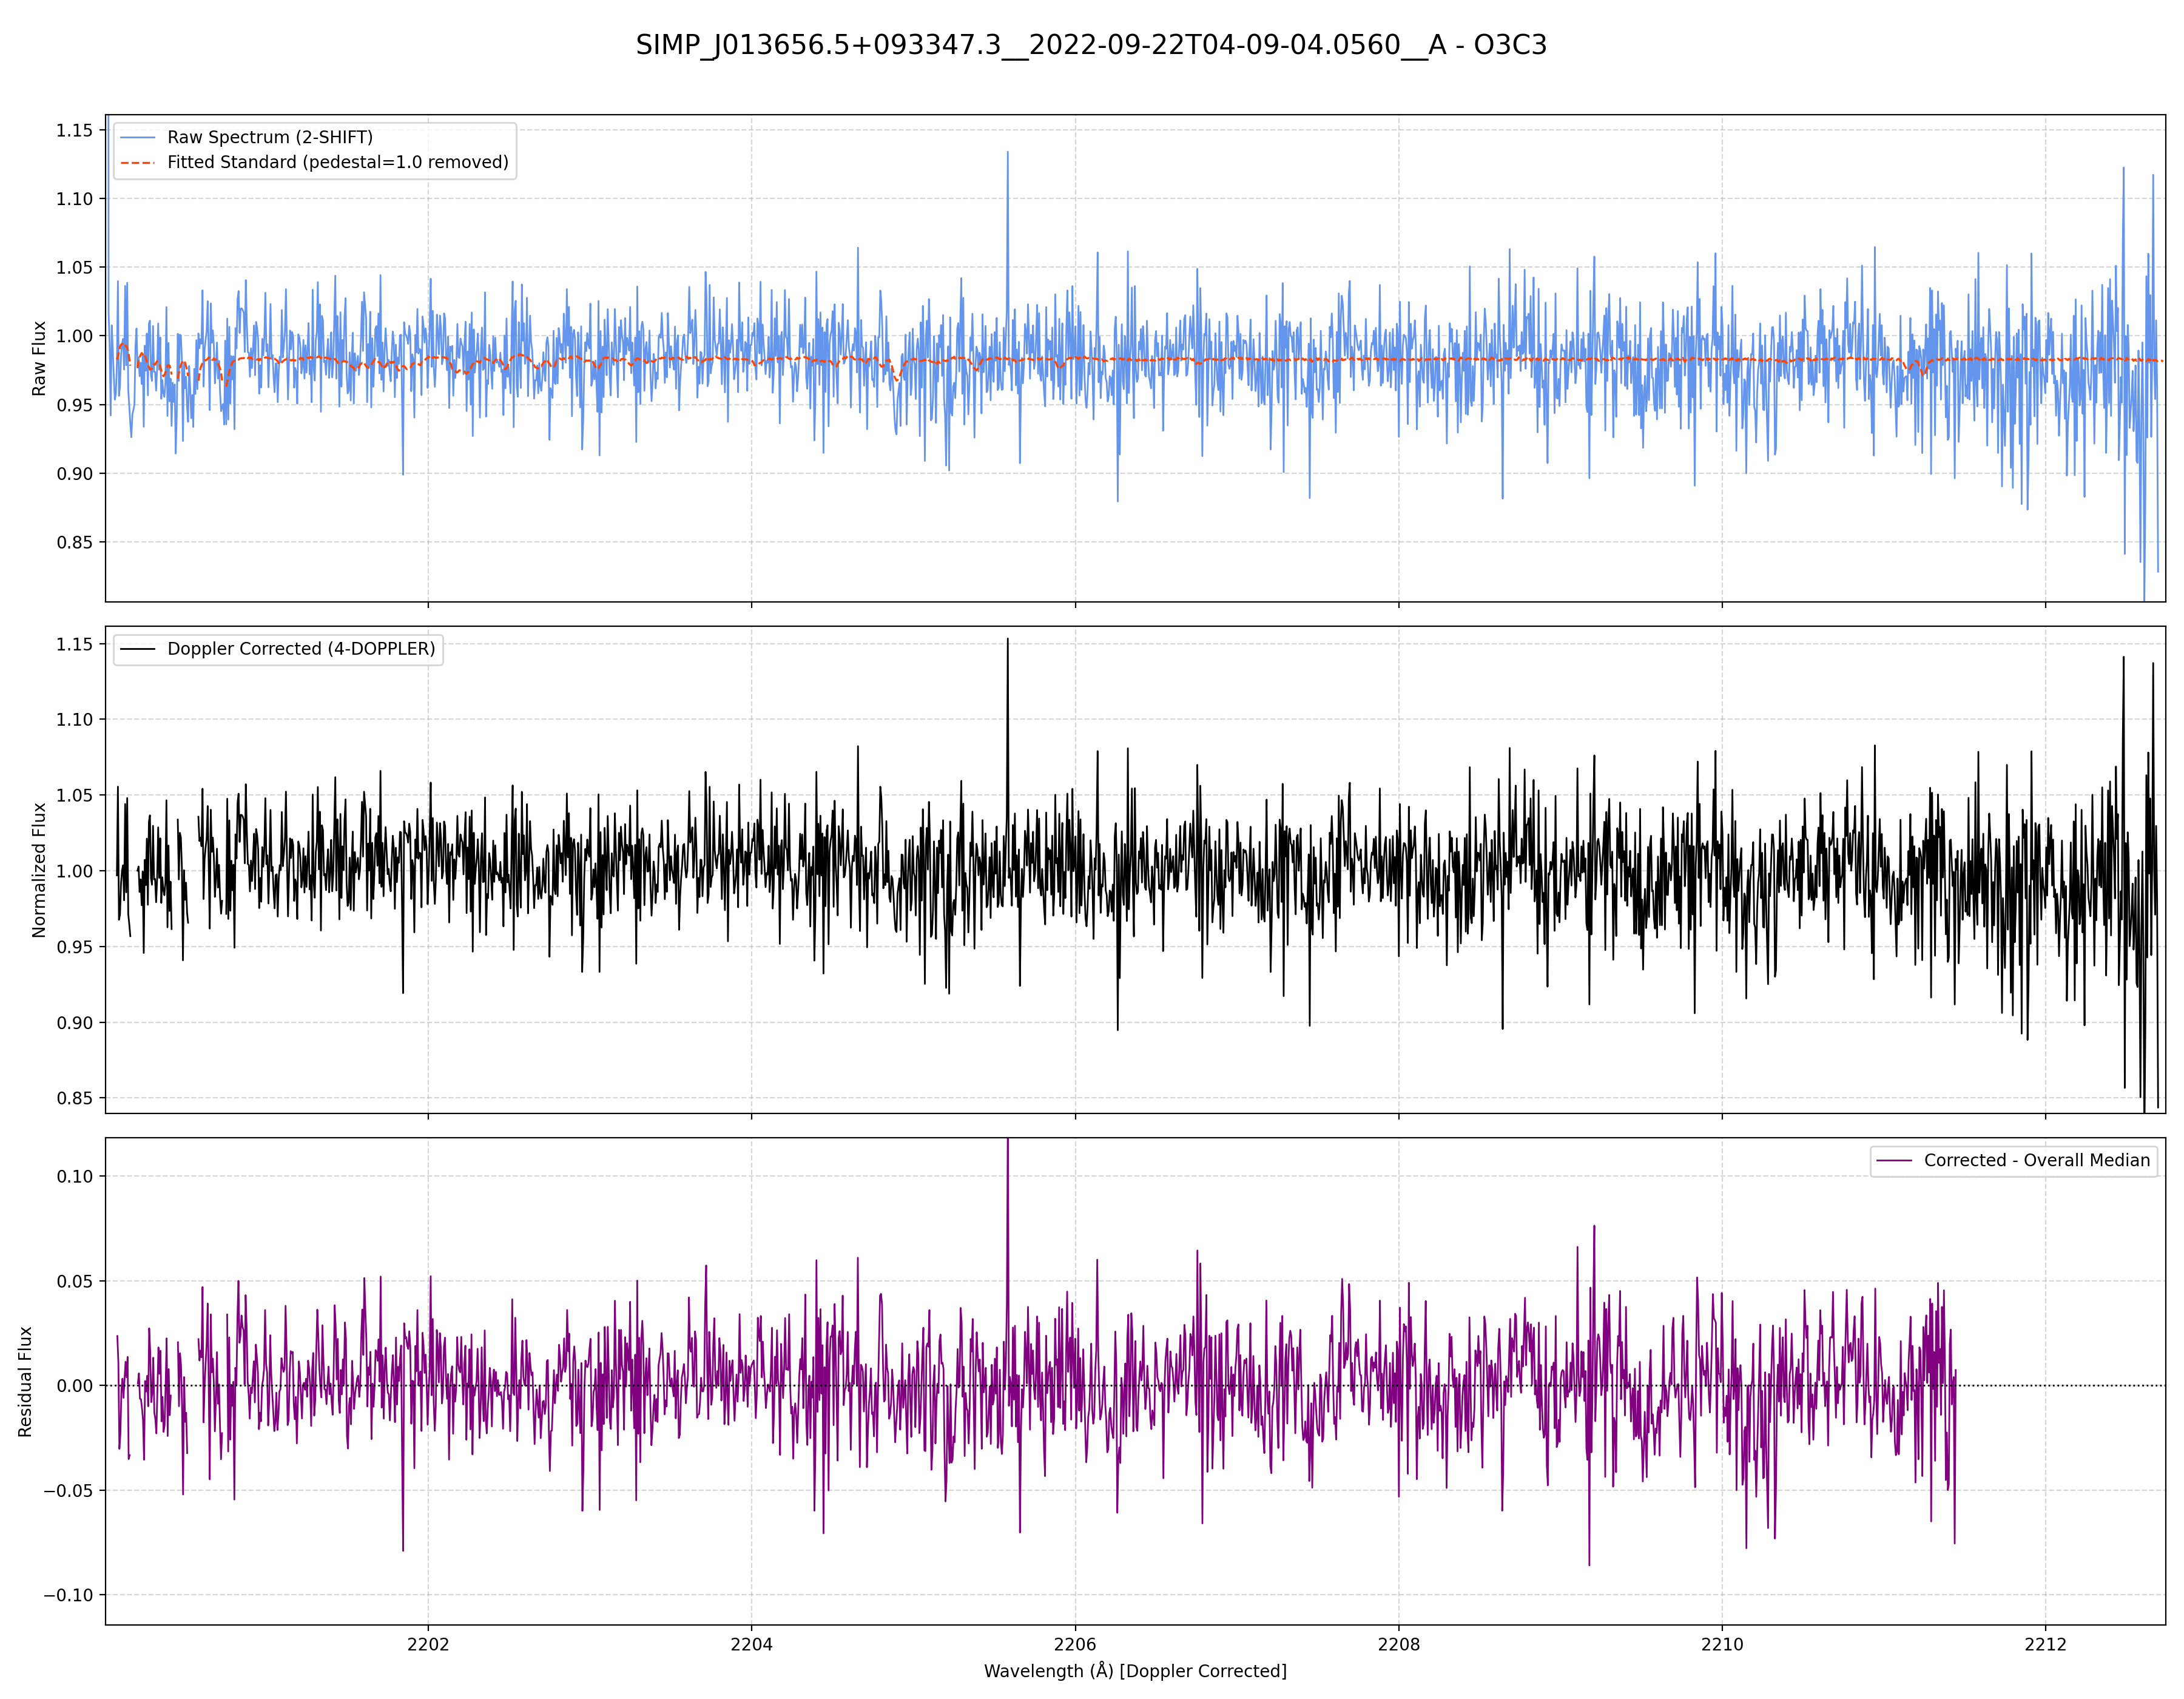 SIMP_J013656.5+093347.3__2022-09-22T04-09-04.0560__A - O3C3
Raw Spectrum (2-SHIFT)
Fitted Standard (pedestal=1.0 removed)
Raw Flux
1.15
1.10
1.05
1.00
0.95
0.90
0.85
Doppler Corrected (4-DOPPLER)
Normalized Flux
1.15
1.10
1.05
1.00
0.95
0.90
0.85
Corrected - Overall Median
Residual Flux
0.10
0.05
0.00
−0.05
−0.10
2202 2204 2206 2208 2210 2212
Wavelength (Å) [Doppler Corrected]